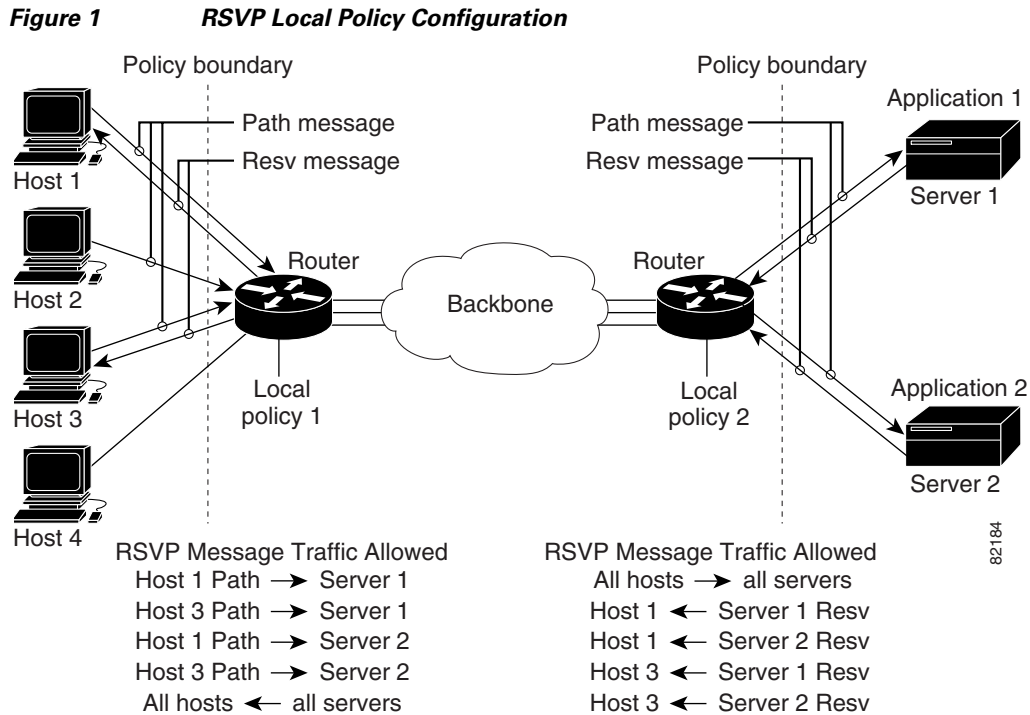 Figure 1 RSVP Local Policy Configuration
Policy boundary
Policy boundary
Application 1
Path message
Path message
Resv message
Resv message
Host 1
Server 1
Router
Router
Host 2
Backbone
Local
policy 1
Local
policy 2
Application 2
Host 3
Server 2
Host 4
82184
RSVP Message Traffic Allowed
Host 1 Path → Server 1
Host 3 Path → Server 1
Host 1 Path → Server 2
Host 3 Path → Server 2
All hosts ← all servers
RSVP Message Traffic Allowed
All hosts → all servers
Host 1 ← Server 1 Resv
Host 1 ← Server 2 Resv
Host 3 ← Server 1 Resv
Host 3 ← Server 2 Resv